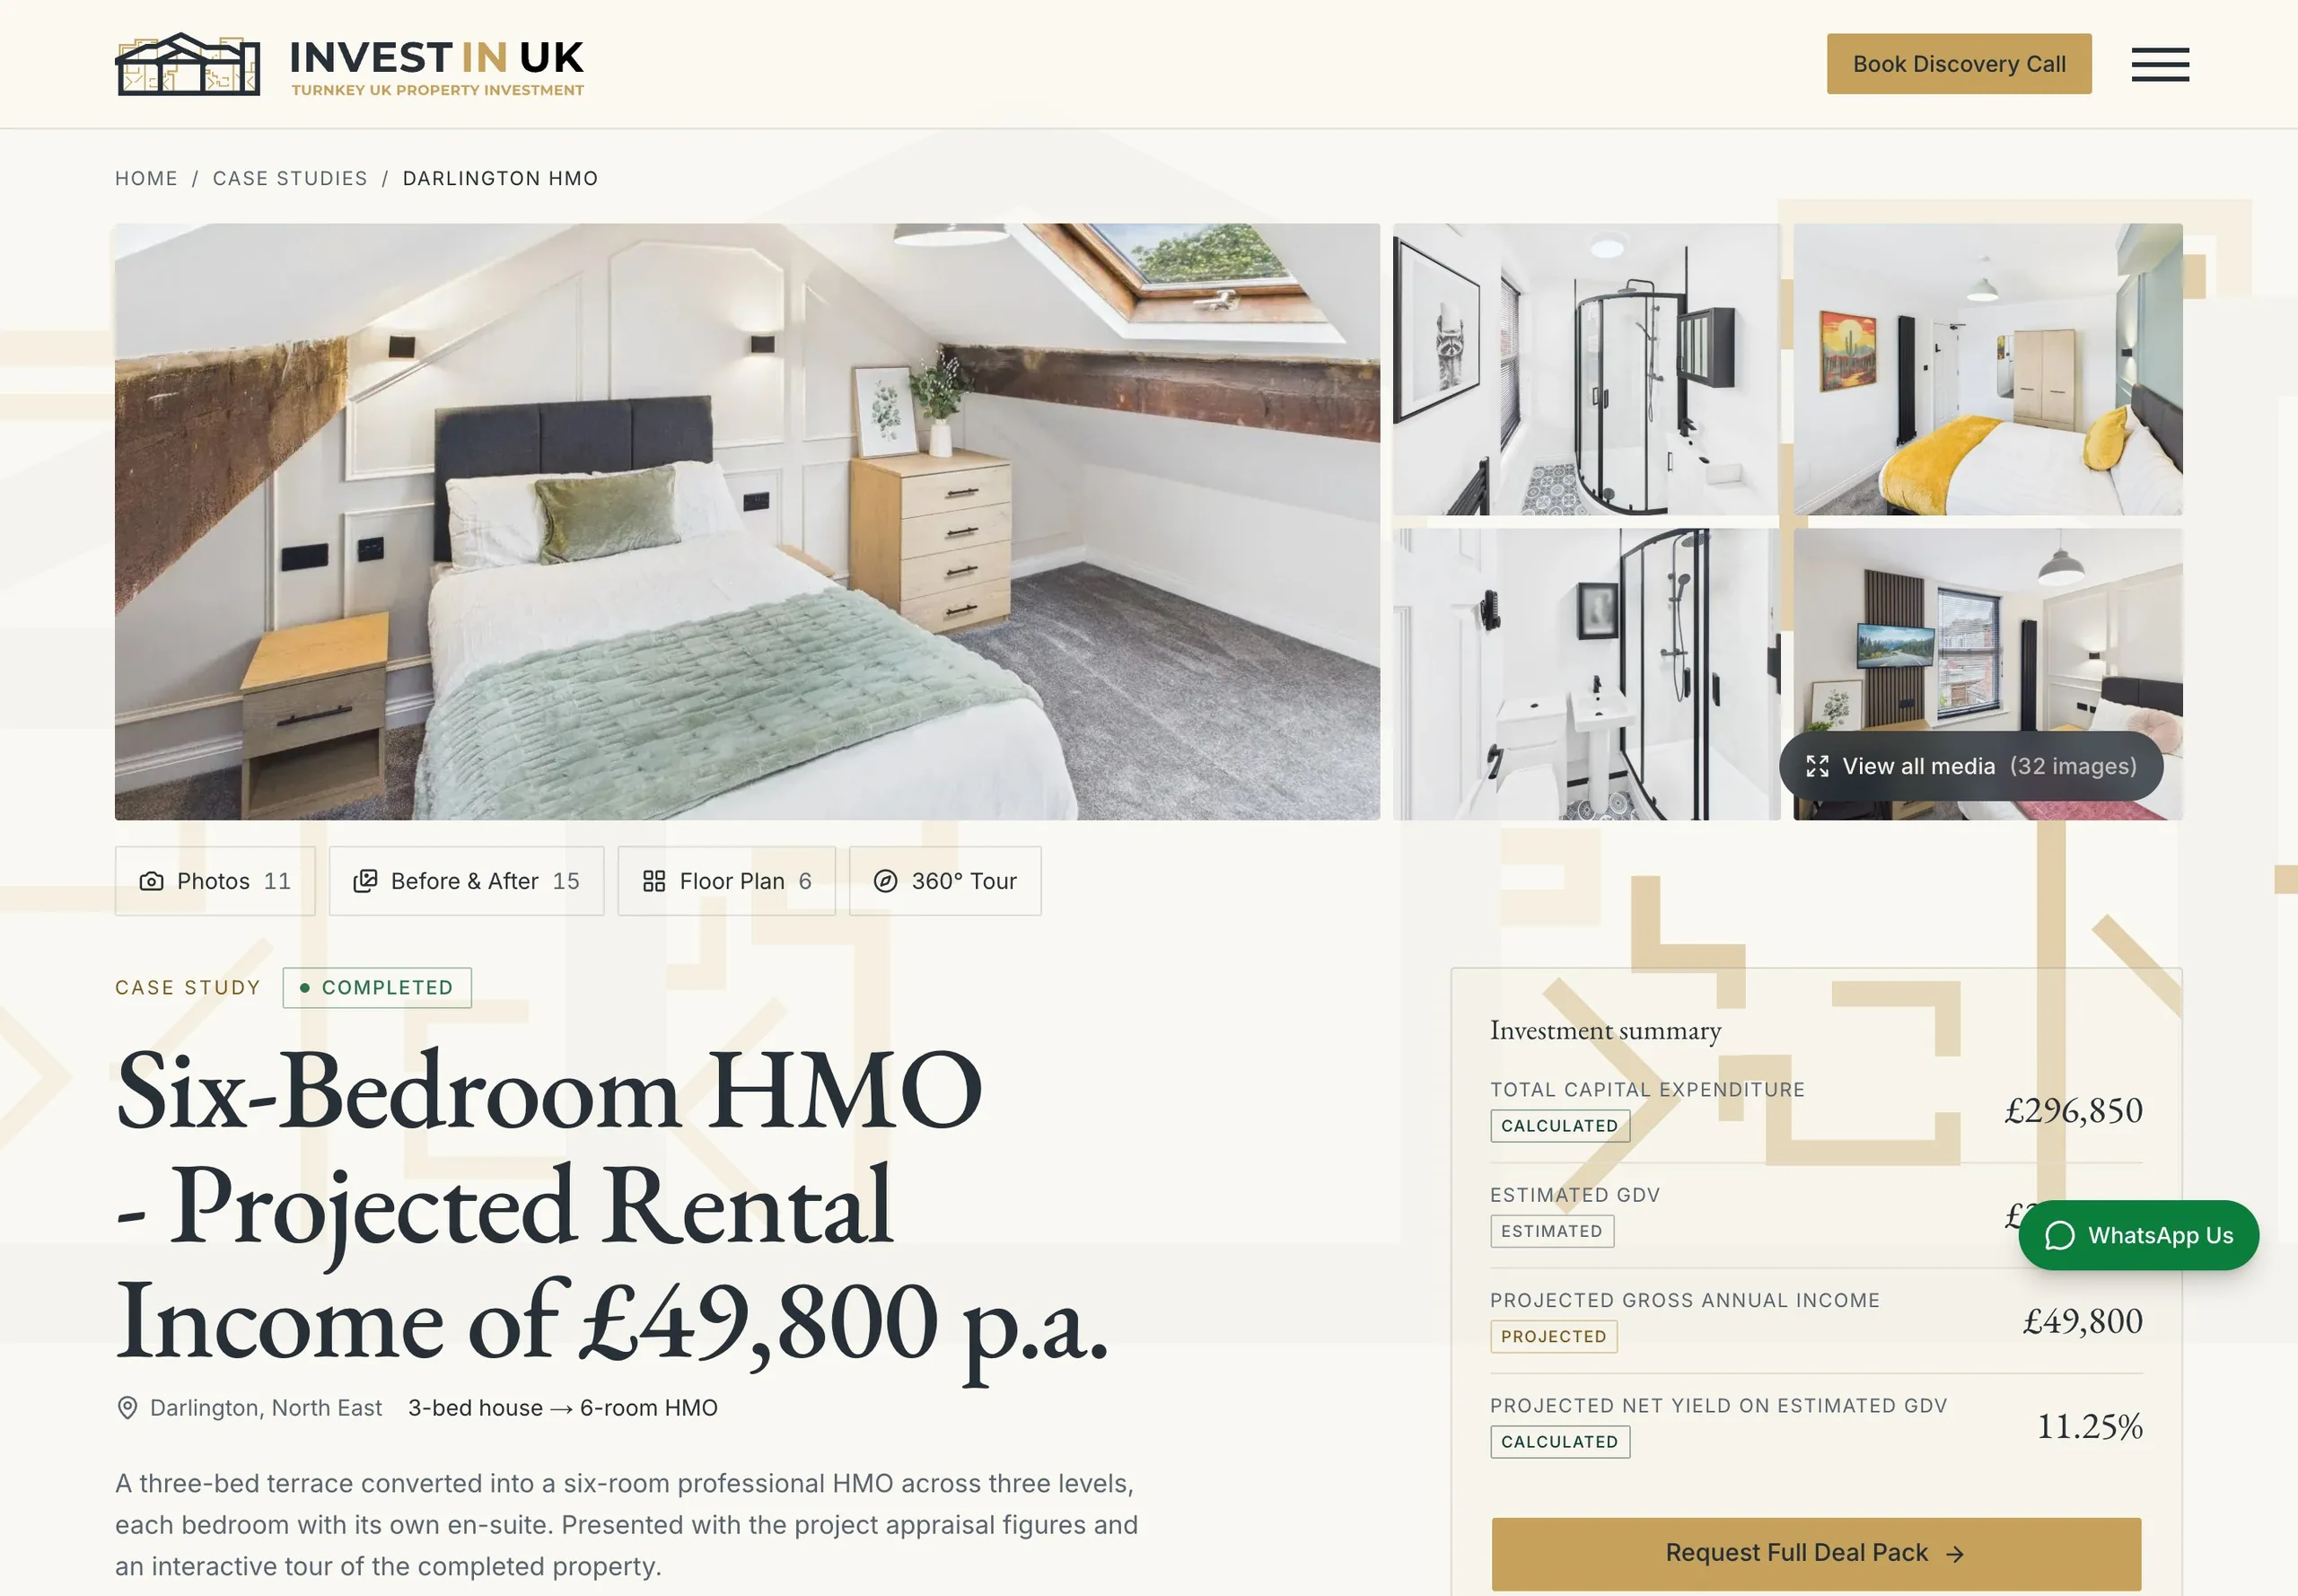 INVEST IN UK
TURNKEY UK PROPERTY INVESTMENT
Book Discovery Call
HOME / CASE STUDIES / DARLINGTON HMO
View all media (32 images)
Photos 11
Before & After 15
Floor Plan 6
360° Tour
CASE STUDY
COMPLETED
Six-Bedroom HMO
- Projected Rental
Income of £49,800 p.a.
Darlington, North East
3-bed house → 6-room HMO
A three-bed terrace converted into a six-room professional HMO across three levels,
each bedroom with its own en-suite. Presented with the project appraisal figures and
an interactive tour of the completed property.
Investment summary
TOTAL CAPITAL EXPENDITURE
CALCULATED
£296,850
ESTIMATED GDV
ESTIMATED
WhatsApp Us
PROJECTED GROSS ANNUAL INCOME
PROJECTED
£49,800
PROJECTED NET YIELD ON ESTIMATED GDV
CALCULATED
11.25%
Request Full Deal Pack →